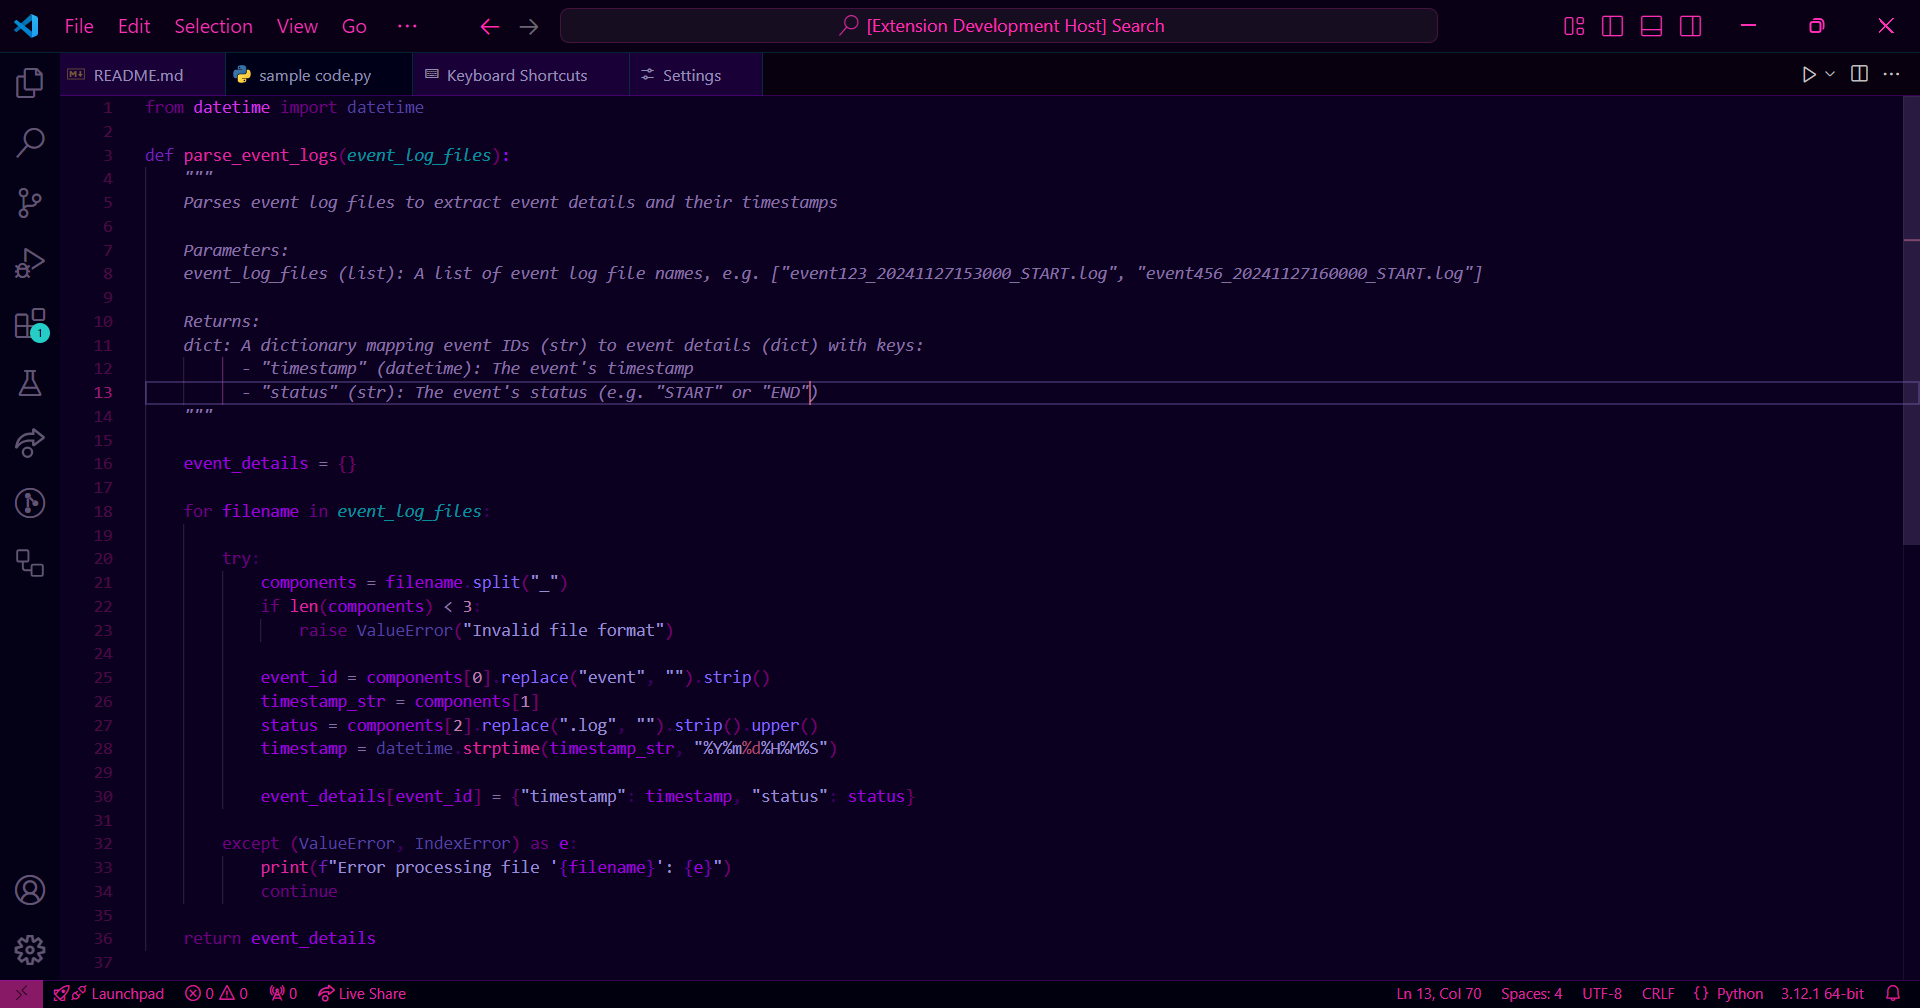 File Edit Selection View Go ··· [Extension Development Host] Search
README.md sample code.py Keyboard Shortcuts Settings
1 from datetime import datetime
2
3 def parse_event_logs(event_log_files):
4 """
5 Parses event log files to extract event details and their timestamps
6
7 Parameters:
8 event_log_files (list): A list of event log file names, e.g. ["event123_20241127153000_START.log", "event456_20241127160000_START.log"]
9
10 Returns:
11 dict: A dictionary mapping event IDs (str) to event details (dict) with keys:
12 - "timestamp" (datetime): The event's timestamp
13 - "status" (str): The event's status (e.g. "START" or "END")
14 """
15
16 event_details = {}
17
18 for filename in event_log_files:
19
20 try:
21 components = filename.split("_")
22 if len(components) < 3:
23 raise ValueError("Invalid file format")
24
25 event_id = components[0].replace("event", "").strip()
26 timestamp_str = components[1]
27 status = components[2].replace(".log", "").strip().upper()
28 timestamp = datetime.strptime(timestamp_str, "%Y%m%d%H%M%S")
29
30 event_details[event_id] = {"timestamp": timestamp, "status": status}
31
32 except (ValueError, IndexError) as e:
33 print(f"Error processing file '{filename}': {e}")
34 continue
35
36 return event_details
37
1
Launchpad 0 0 0 Live Share Ln 13, Col 70 Spaces: 4 UTF-8 CRLF {} Python 3.12.1 64-bit